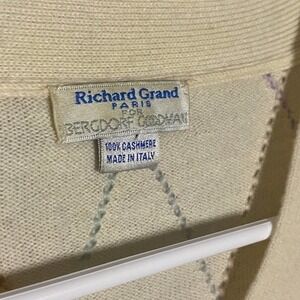 Richard Grand
PARIS
FOR
BERGDORF GOODMAN
100% CASHMERE
MADE IN ITALY